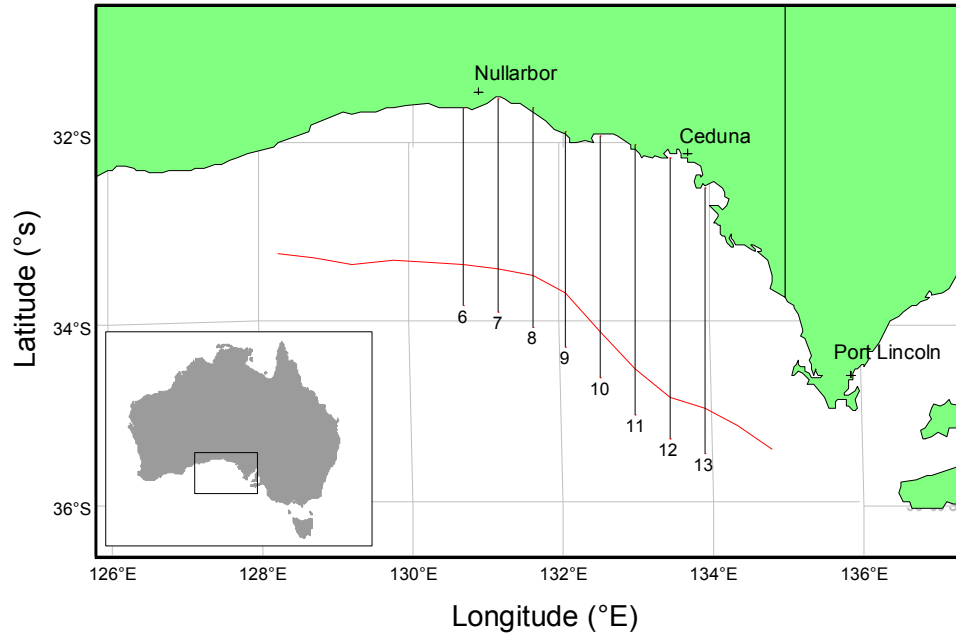 Nullarbor
32°S
Ceduna
Latitude (°s)
6
7
34°S
8
9
Port Lincoln
10
11
12
13
36°S
126°E 128°E 130°E 132°E 134°E 136°E
Longitude (°E)